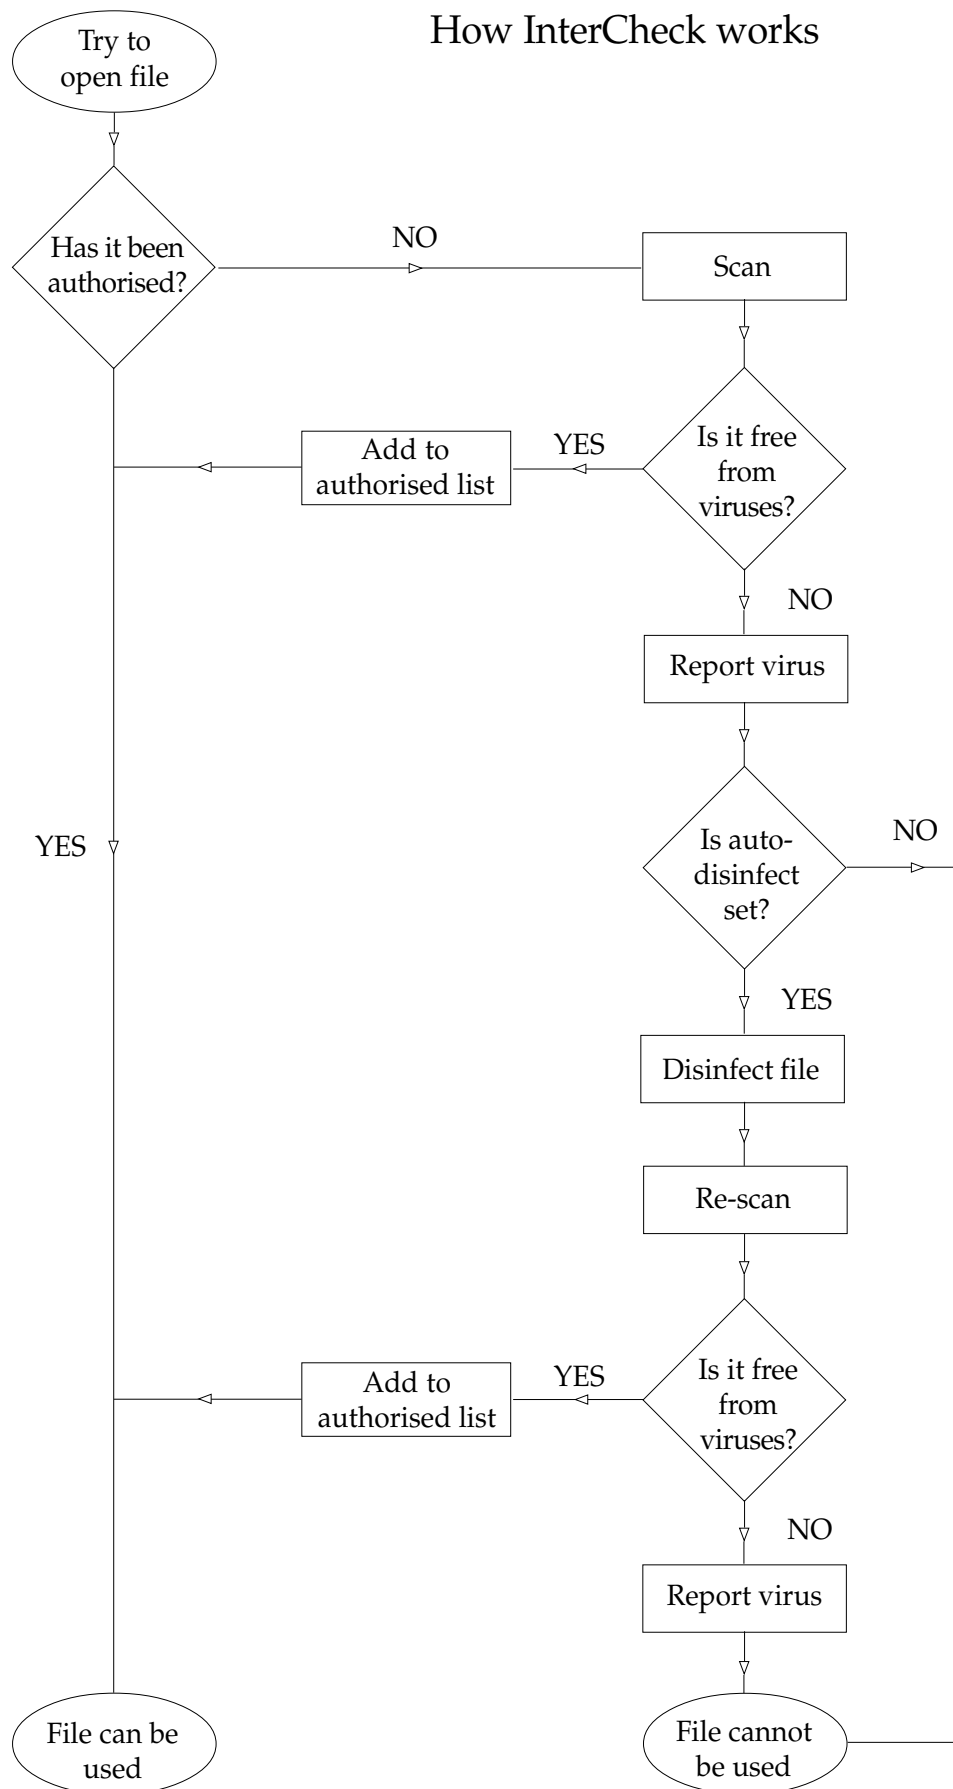 How InterCheck works
Try to
open file
Has it been
authorised?
NO
Scan
Is it free
from
viruses?
YES
Add to
authorised list
NO
Report virus
Is auto-
disinfect
set?
NO
YES
YES
Disinfect file
Re-scan
Is it free
from
viruses?
YES
Add to
authorised list
NO
Report virus
File can be
used
File cannot
be used